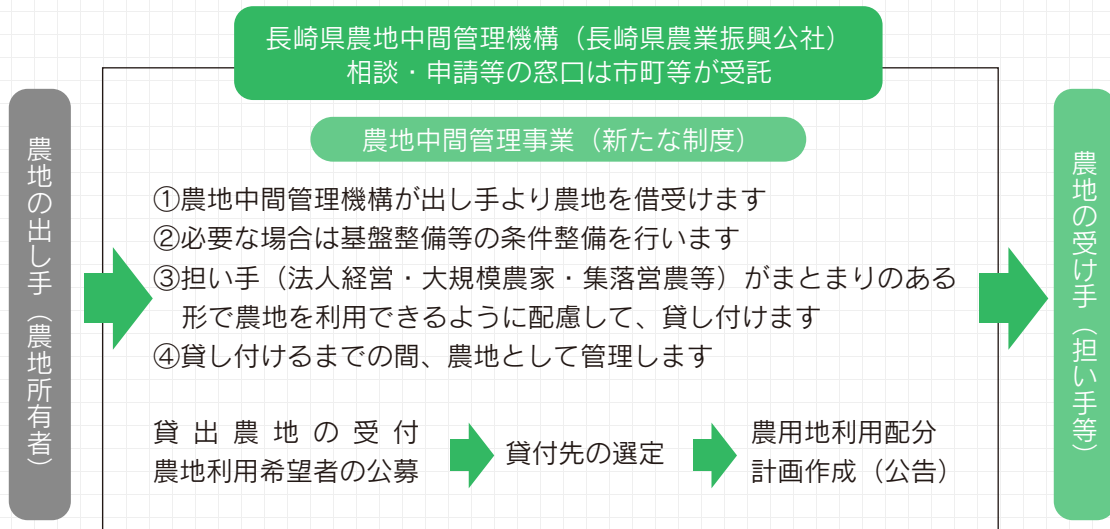 長崎県農地中間管理機構（長崎県農業振興公社）
相談・申請等の窓口は市町等が受託
農地の出し手（農地所有者）
農地中間管理事業（新たな制度）
①農地中間管理機構が出し手より農地を借受けます
②必要な場合は基盤整備等の条件整備を行います
③担い手（法人経営・大規模農家・集落営農等）がまとまりのある
形で農地を利用できるように配慮して、貸し付けます
④貸し付けるまでの間、農地として管理します
貸出農地の受付
農地利用希望者の公募
貸付先の選定
農用地利用配分
計画作成（公告）
農地の受け手（担い手等）